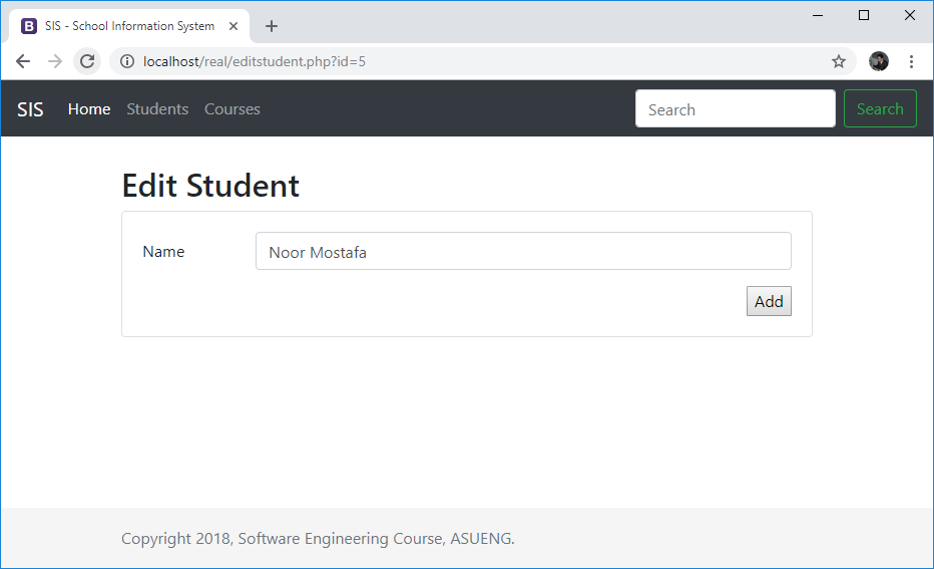 B SIS - School Information System
localhost/real/editstudent.php?id=5
SIS Home Students Courses Search Search
Edit Student
Name Noor Mostafa
Add
Copyright 2018, Software Engineering Course, ASUENG.